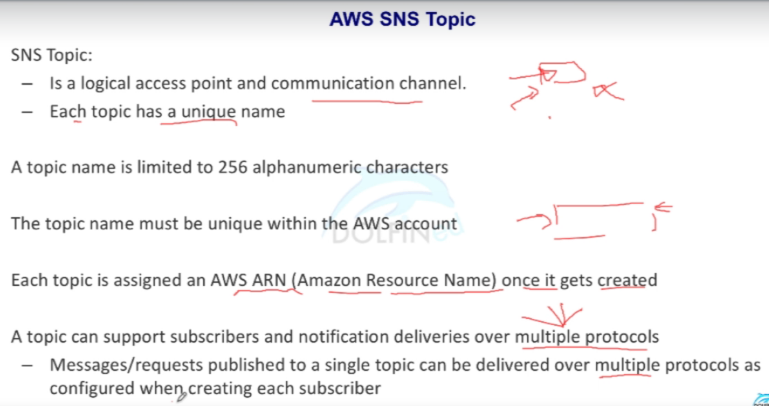 AWS SNS Topic
SNS Topic:
– Is a logical access point and communication channel.
– Each topic has a unique name
A topic name is limited to 256 alphanumeric characters
The topic name must be unique within the AWS account
DOLFIN
Each topic is assigned an AWS ARN (Amazon Resource Name) once it gets created
A topic can support subscribers and notification deliveries over multiple protocols
– Messages/requests published to a single topic can be delivered over multiple protocols as
configured when creating each subscriber